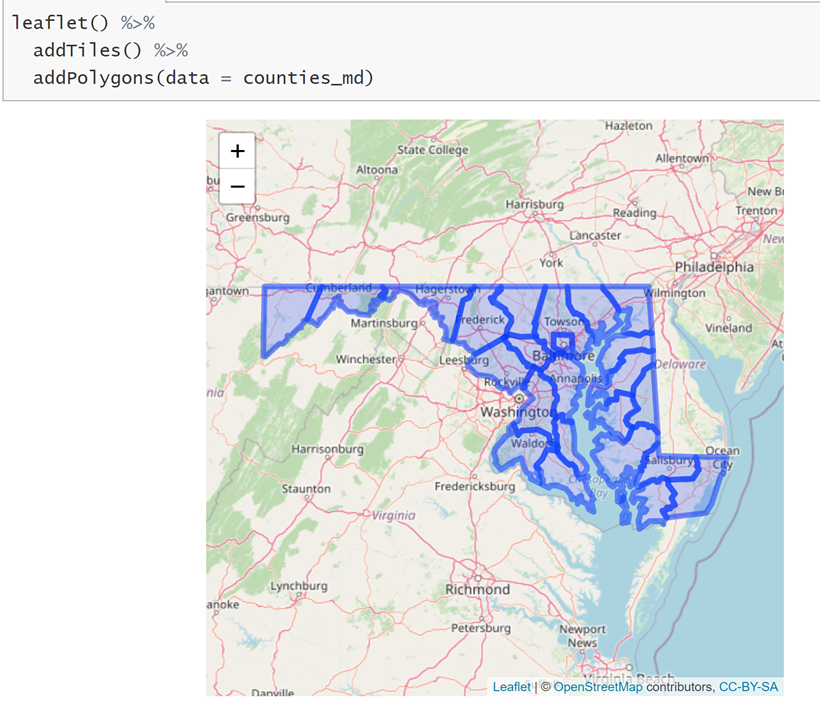 leaflet() %>%
  addTiles() %>%
  addPolygons(data = counties_md)
Hazleton
+
State College
Allentown
Altoona
bu
−
New Br
Greensburg
Harrisburg
Reading
Trenton
Lancaster
New
York
Philadelphia
gantown
Cumberland
Hagerstown
Wilmington
Martinsburg
Frederick
Towson
Vineland
At
Winchester
Leesburg
Baltimore
Delaware
Rockville
Annapolis
nia
Washington
Harrisonburg
Waldorf
Ocean
City
Salisbury
Staunton
Fredericksburg
Chesapeake
Bay
Virginia
Lynchburg
Richmond
anoke
Petersburg
Newport
News
Virginia Beach
Danville
Leaflet | © OpenStreetMap contributors, CC-BY-SA